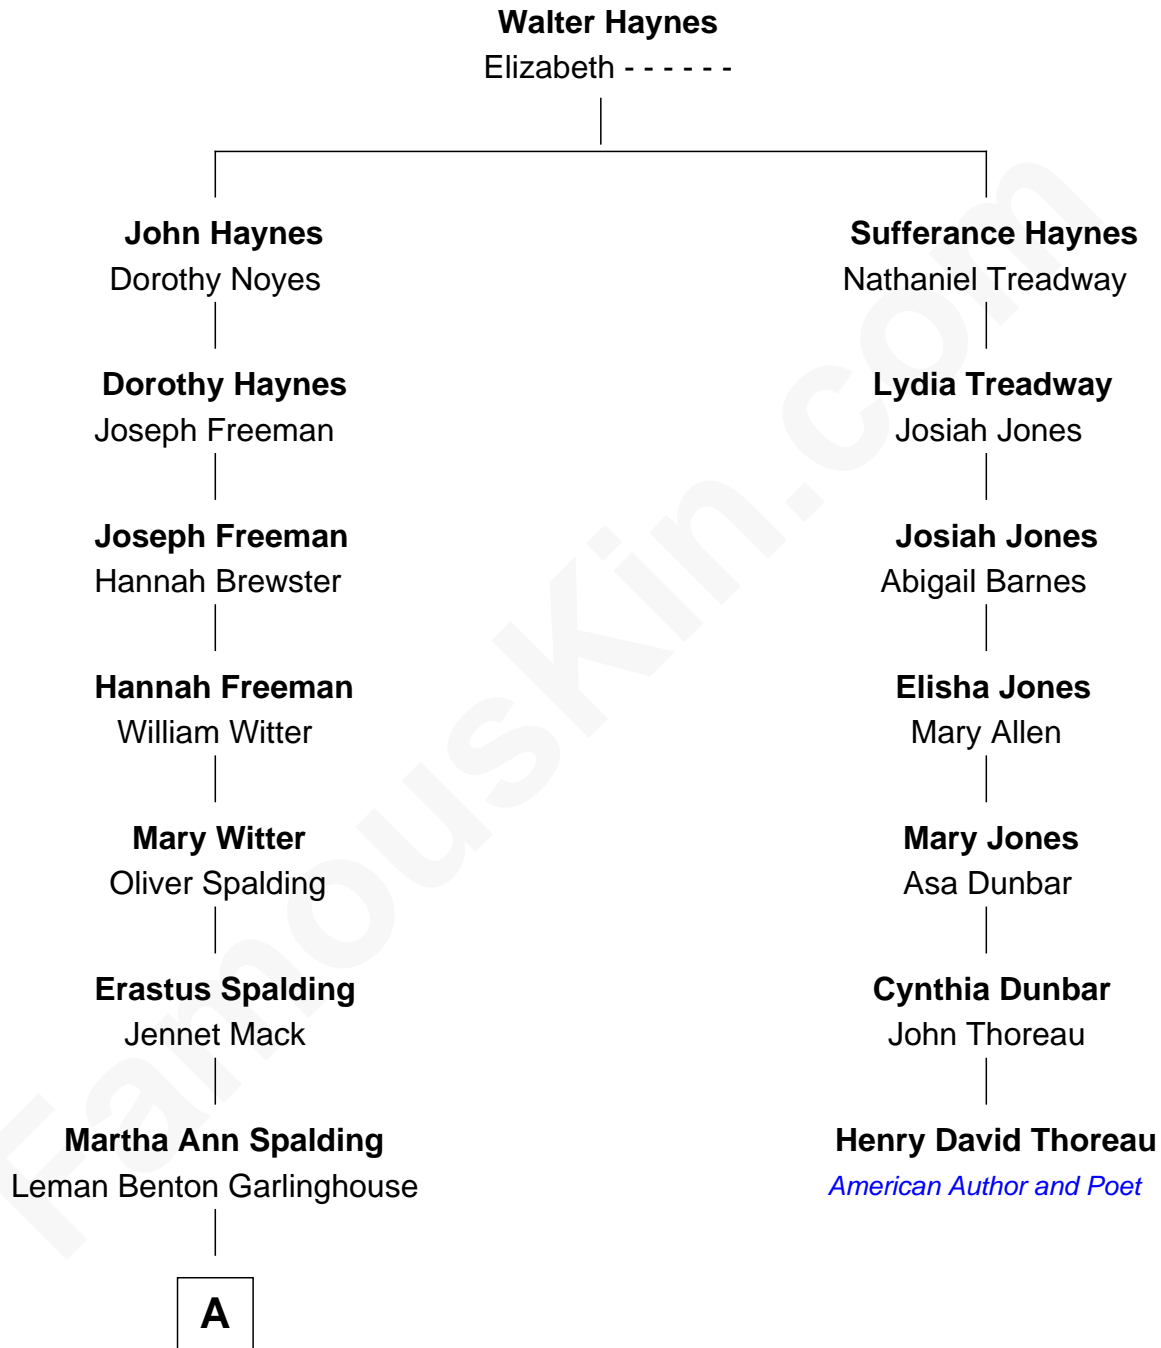 Walter Haynes
Elizabeth - - - - - -
John Haynes
Dorothy Noyes
Sufferance Haynes
Nathaniel Treadway
Dorothy Haynes
Joseph Freeman
Lydia Treadway
Josiah Jones
Joseph Freeman
Hannah Brewster
Josiah Jones
Abigail Barnes
Hannah Freeman
William Witter
Elisha Jones
Mary Allen
Mary Witter
Oliver Spalding
Mary Jones
Asa Dunbar
Erastus Spalding
Jennet Mack
Cynthia Dunbar
John Thoreau
Martha Ann Spalding
Leman Benton Garlinghouse
Henry David Thoreau
American Author and Poet
A
FamousKin.com